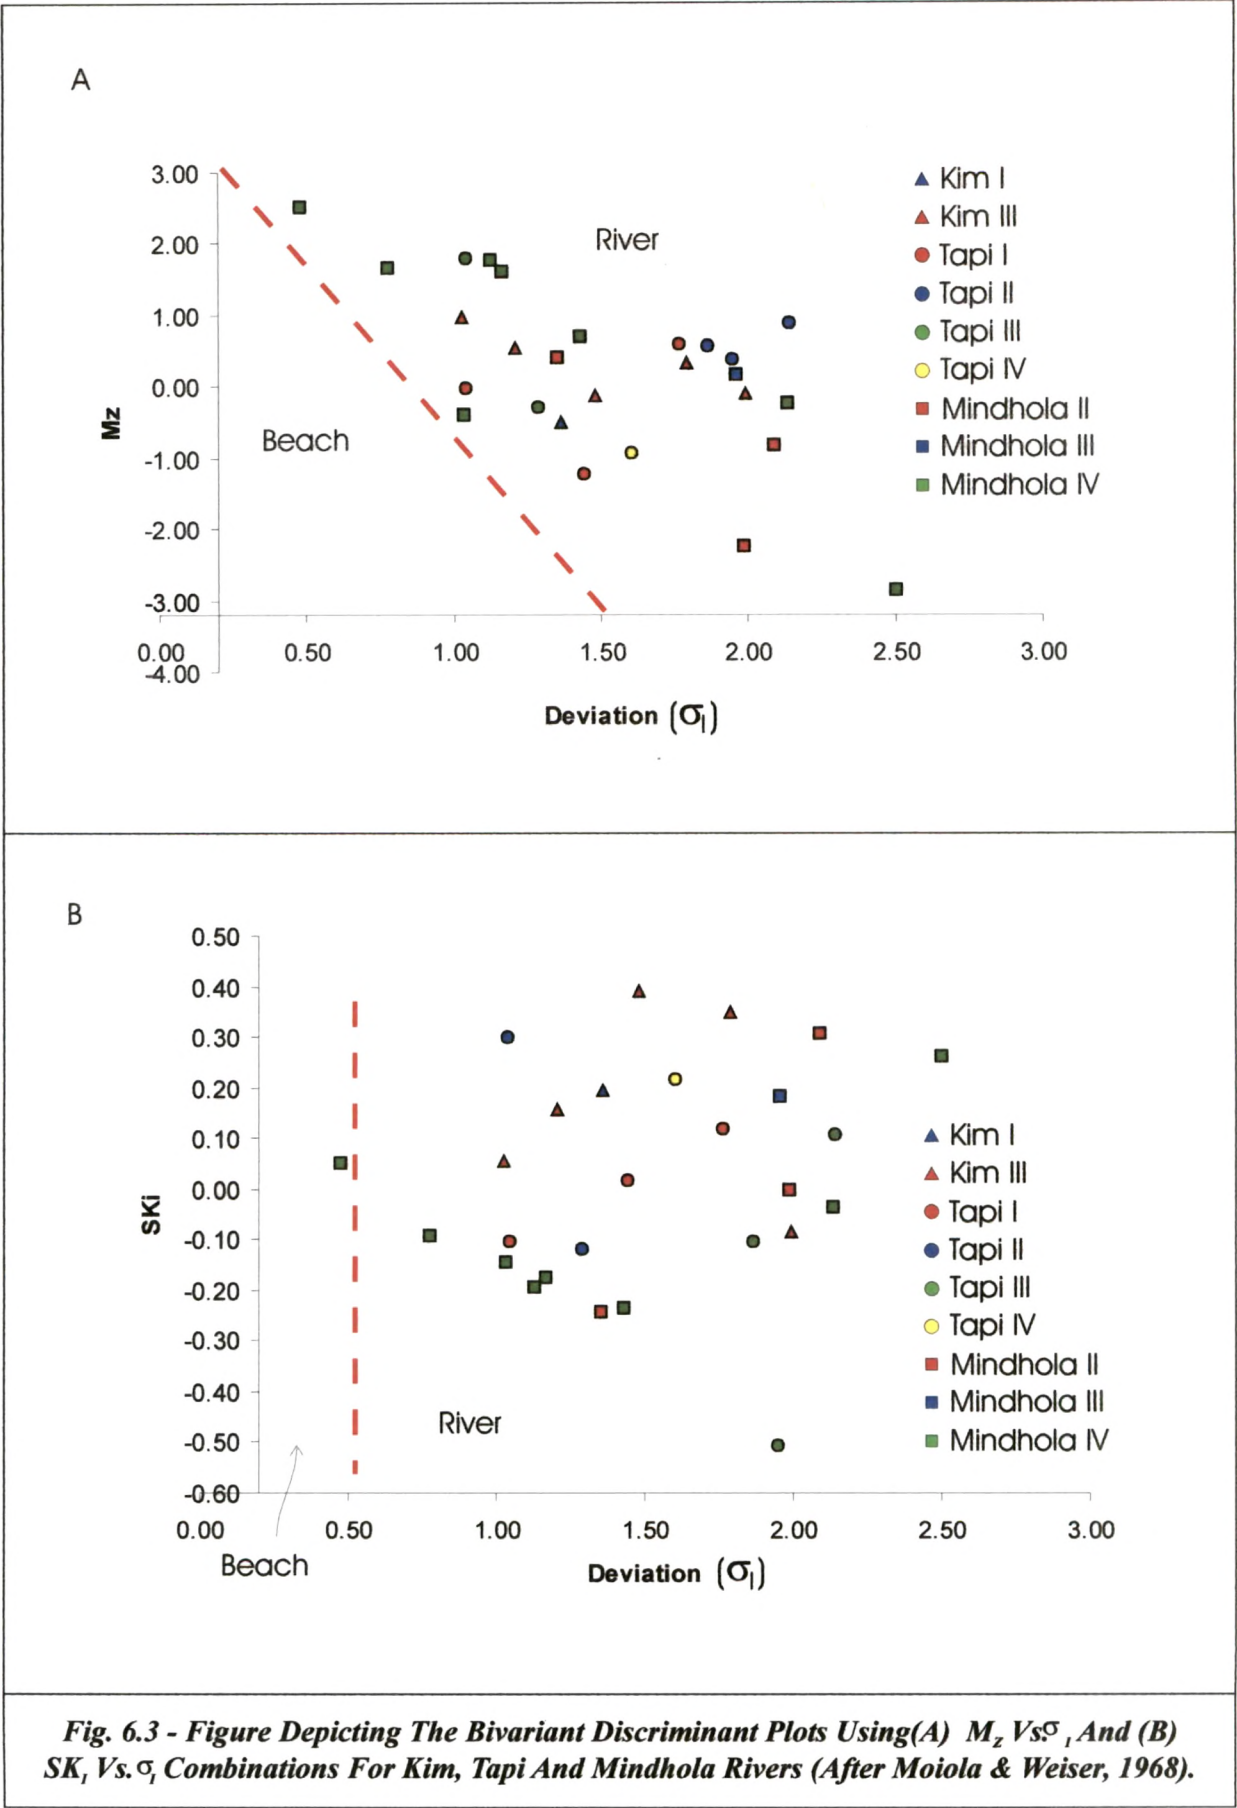 A
3.00
2.00
1.00
0.00
-1.00
-2.00
-3.00
-4.00
Mz
River
Beach
Kim I
Kim III
Tapi I
Tapi II
Tapi III
Tapi IV
Mindhola II
Mindhola III
Mindhola IV
0.00 0.50 1.00 1.50 2.00 2.50 3.00
Deviation (σI)
B
0.50
0.40
0.30
0.20
0.10
0.00
-0.10
-0.20
-0.30
-0.40
-0.50
-0.60
SKi
River
Kim I
Kim III
Tapi I
Tapi II
Tapi III
Tapi IV
Mindhola II
Mindhola III
Mindhola IV
0.00 0.50 1.00 1.50 2.00 2.50 3.00
Beach
Deviation (σI)
Fig. 6.3 - Figure Depicting The Bivariant Discriminant Plots Using(A) Mz Vs.σI And (B)
SKI Vs.σI Combinations For Kim, Tapi And Mindhola Rivers (After Moiola & Weiser, 1968).